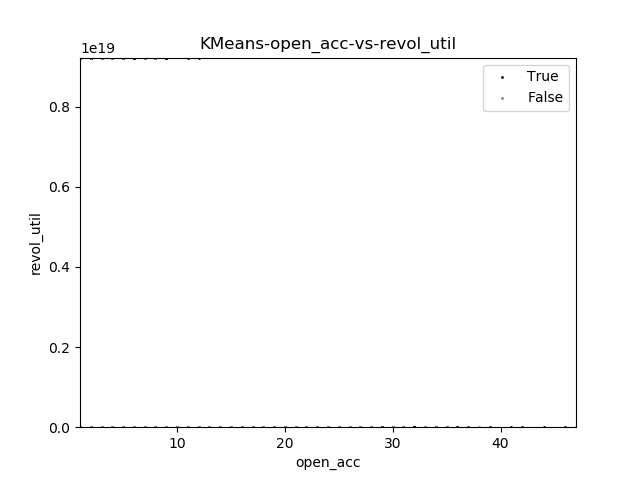 KMeans-open_acc-vs-revol_util
1e19
True
False
0.8
0.6
0.4
0.2
0.0
revol_util
10 20 30 40
open_acc